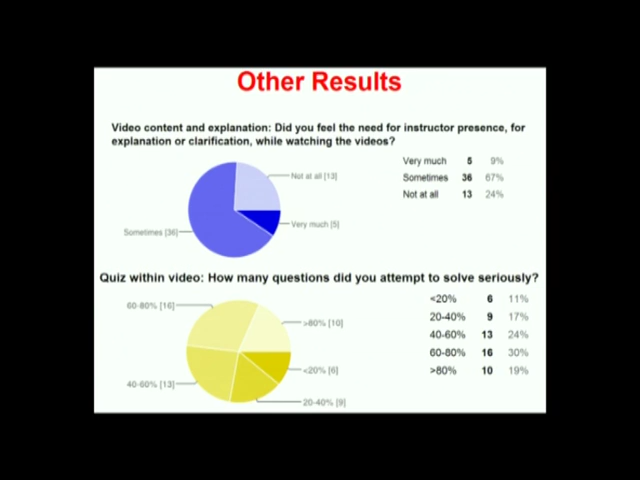 Other Results
Video content and explanation: Did you feel the need for instructor presence, for
explanation or clarification, while watching the videos?
Not at all [13]
Sometimes [36]
Very much [5]
Very much 5 9%
Sometimes 36 67%
Not at all 13 24%
Quiz within video: How many questions did you attempt to solve seriously?
60-80% [16]
>80% [10]
<20% [6]
40-60% [13]
20-40% [9]
<20% 6 11%
20-40% 9 17%
40-60% 13 24%
60-80% 16 30%
>80% 10 19%